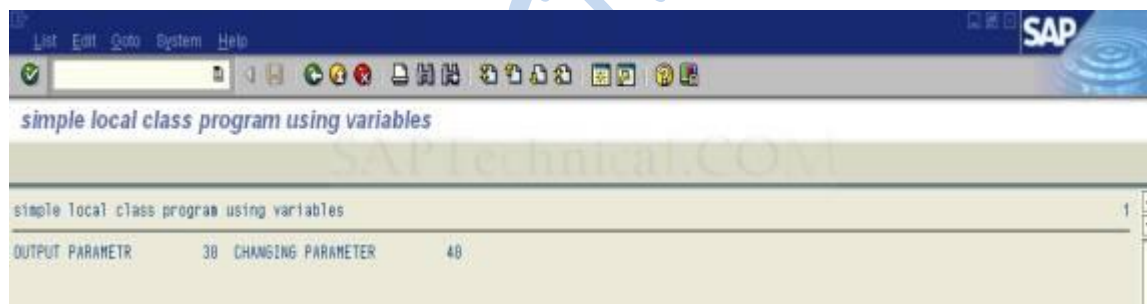 List Edit Goto System Help
SAP
simple local class program using variables
SAPTechnical.COM
simple local class program using variables 1
OUTPUT PARAMETR 30 CHANGING PARAMETER 40